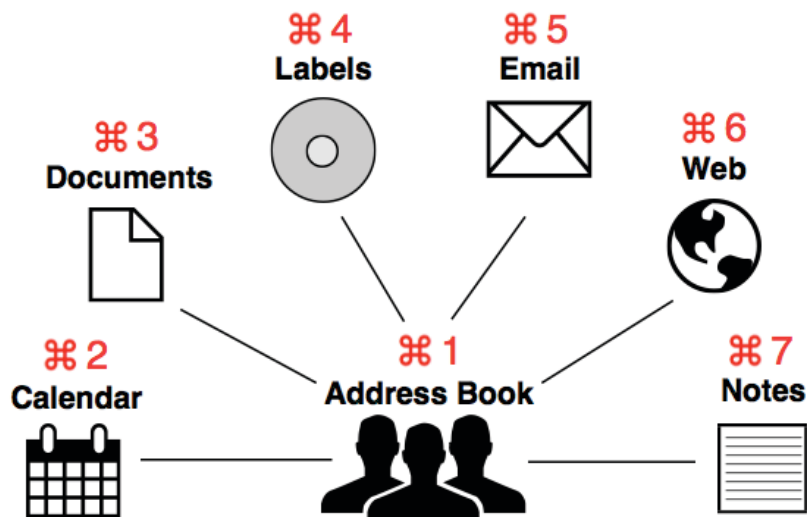 ⌘ 4
Labels
⌘ 5
Email
⌘ 3
Documents
⌘ 6
Web
⌘ 2
Calendar
⌘ 1
Address Book
⌘ 7
Notes